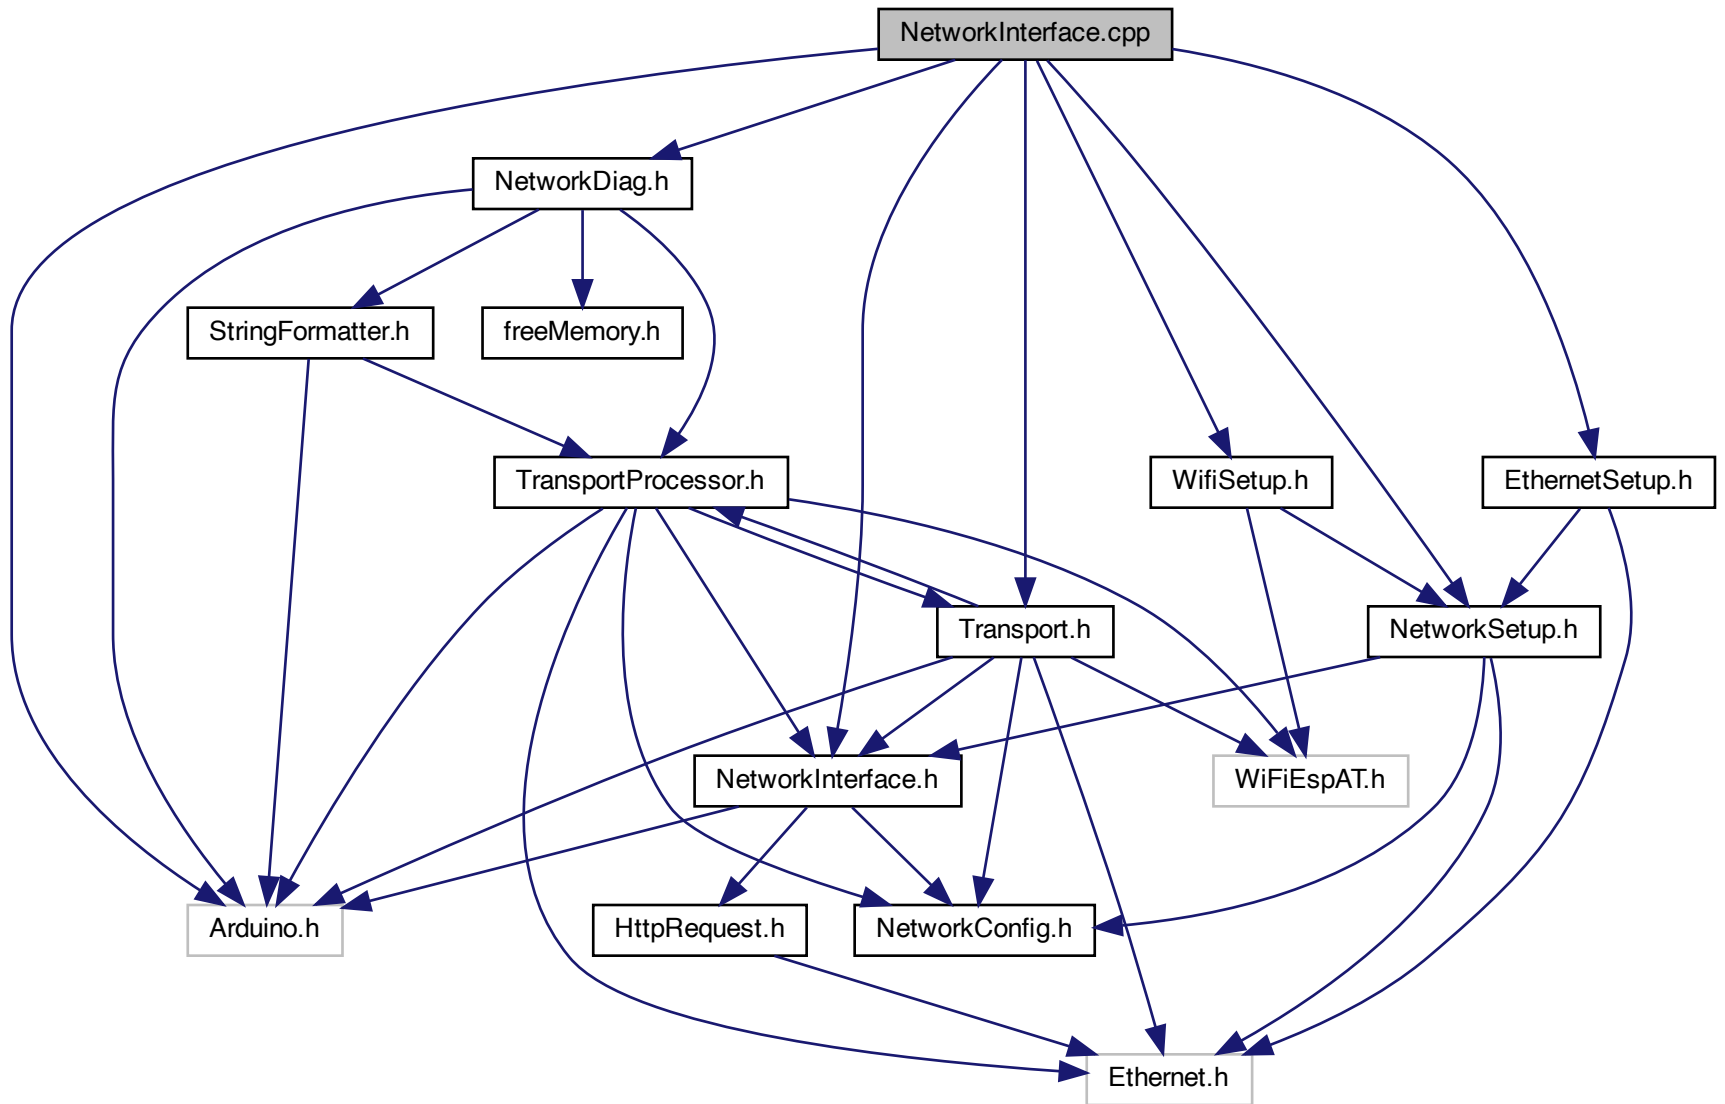 NetworkInterface.cpp
NetworkDiag.h
StringFormatter.h
freeMemory.h
TransportProcessor.h
WifiSetup.h
EthernetSetup.h
Transport.h
NetworkSetup.h
NetworkInterface.h
WiFiEspAT.h
Arduino.h
HttpRequest.h
NetworkConfig.h
Ethernet.h